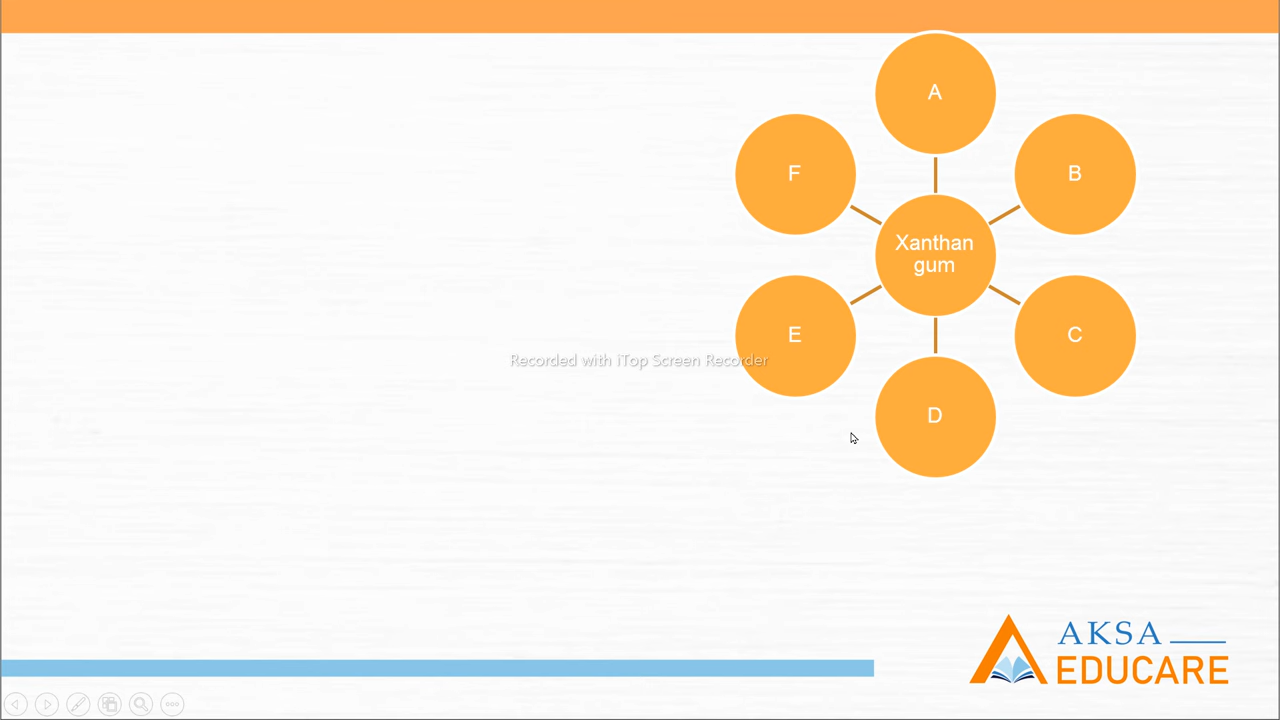 A
F
B
Xanthan
gum
E
C
Recorded with iTop Screen Recorder
D
AKSA
EDUCARE